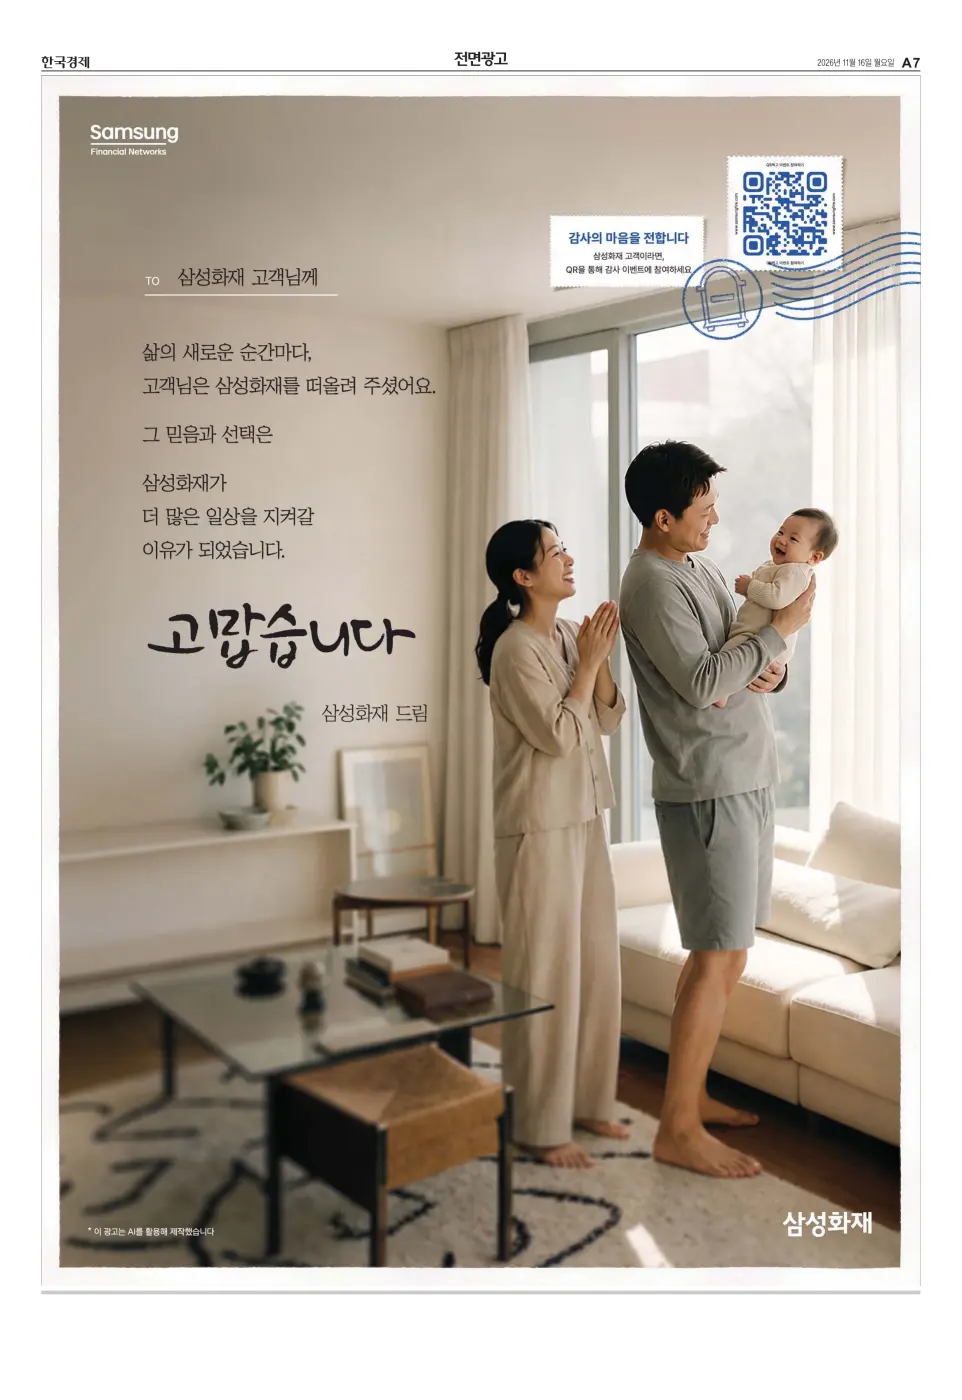 한국경제
전면광고
2026년 11월 16일 월요일 A7
Samsung
Financial Networks
감사의 마음을 전합니다
삼성화재 고객이라면,
QR을 통해 감사 이벤트에 참여하세요
TO 삼성화재 고객님께
삶의 새로운 순간마다,
고객님은 삼성화재를 떠올려 주셨어요.
그 믿음과 선택은
삼성화재가
더 많은 일상을 지켜갈
이유가 되었습니다.
고맙습니다
삼성화재 드림
* 이 광고는 AI를 활용해 제작했습니다
삼성화재